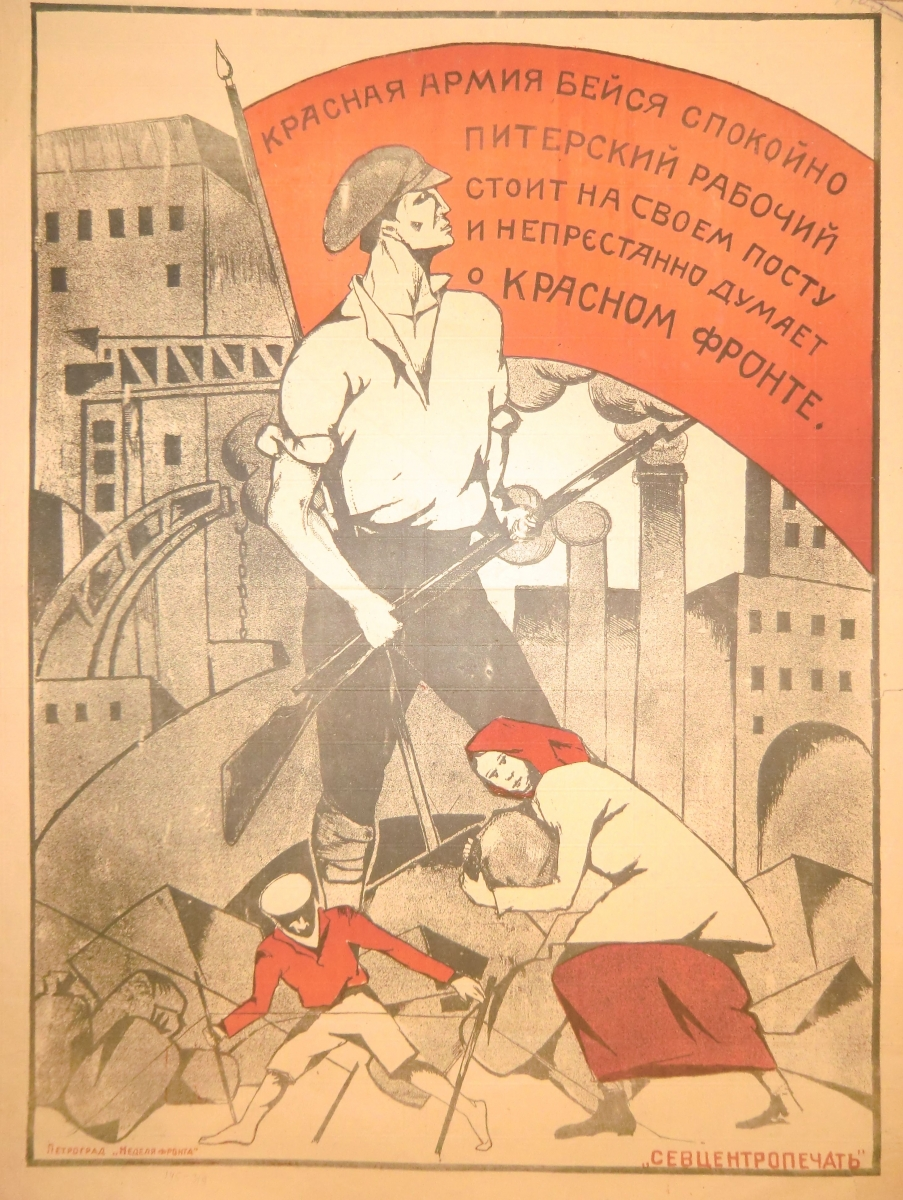 КРАСНАЯ АРМИЯ БЕЙСЯ СПОКОЙНО
ПИТЕРСКИЙ РАБОЧИЙ
СТОИТ НА СВОЕМ ПОСТУ
И НЕПРЕСТАННО ДУМАЕТ
О КРАСНОМ ФРОНТЕ.
ПЕТРОГРАД „НЕДЕЛЯ ФРОНТА"
„СЕВЦЕНТРОПЕЧАТЬ"